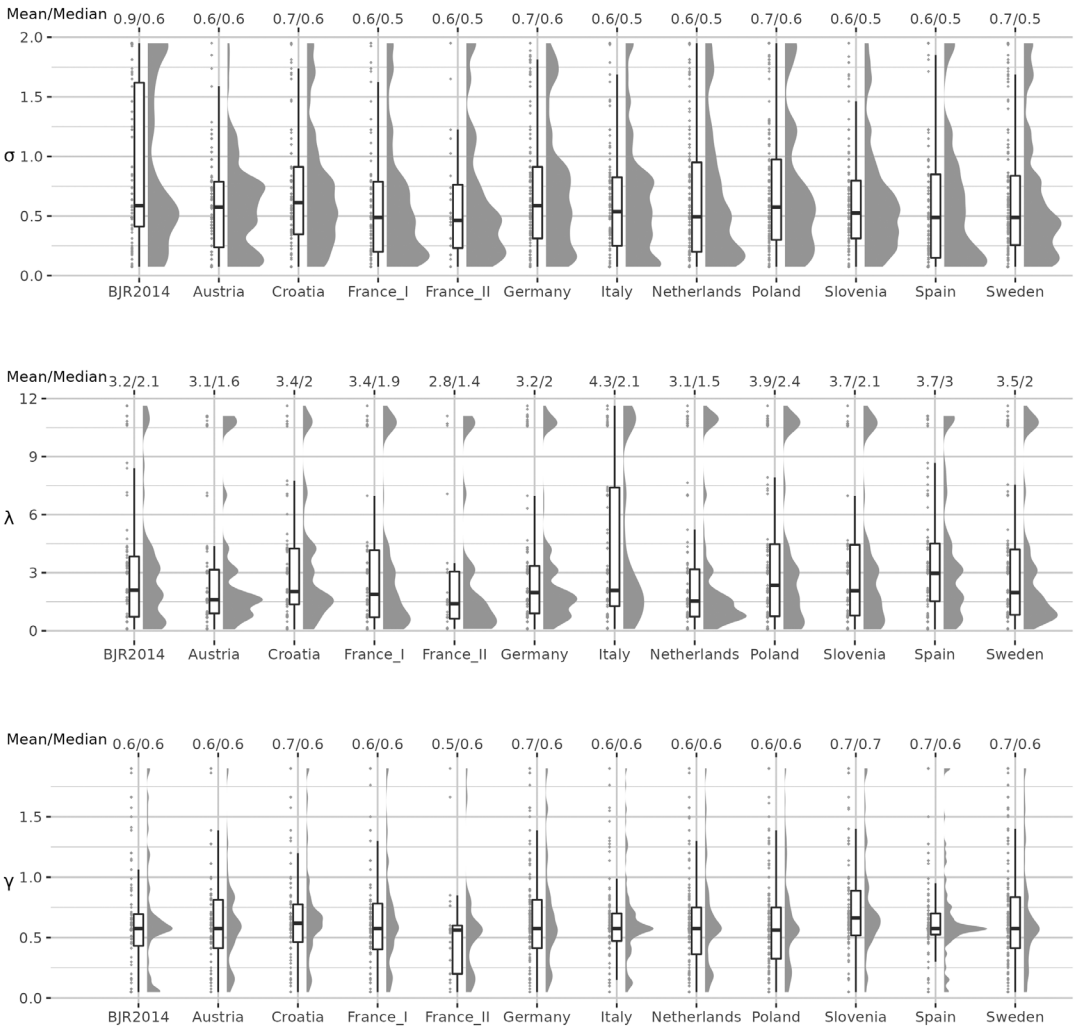 Mean/Median 0.9/0.6 0.6/0.6 0.7/0.6 0.6/0.5 0.6/0.5 0.7/0.6 0.6/0.5 0.6/0.5 0.7/0.6 0.6/0.5 0.6/0.5 0.7/0.5
2.0
1.5
σ 1.0
0.5
0.0
BJR2014 Austria Croatia France_I France_II Germany Italy Netherlands Poland Slovenia Spain Sweden
Mean/Median 3.2/2.1 3.1/1.6 3.4/2 3.4/1.9 2.8/1.4 3.2/2 4.3/2.1 3.1/1.5 3.9/2.4 3.7/2.1 3.7/3 3.5/2
12
9
λ 6
3
0
BJR2014 Austria Croatia France_I France_II Germany Italy Netherlands Poland Slovenia Spain Sweden
Mean/Median 0.6/0.6 0.6/0.6 0.7/0.6 0.6/0.6 0.5/0.6 0.7/0.6 0.6/0.6 0.6/0.6 0.6/0.6 0.7/0.7 0.7/0.6 0.7/0.6
1.5
γ 1.0
0.5
0.0
BJR2014 Austria Croatia France_I France_II Germany Italy Netherlands Poland Slovenia Spain Sweden